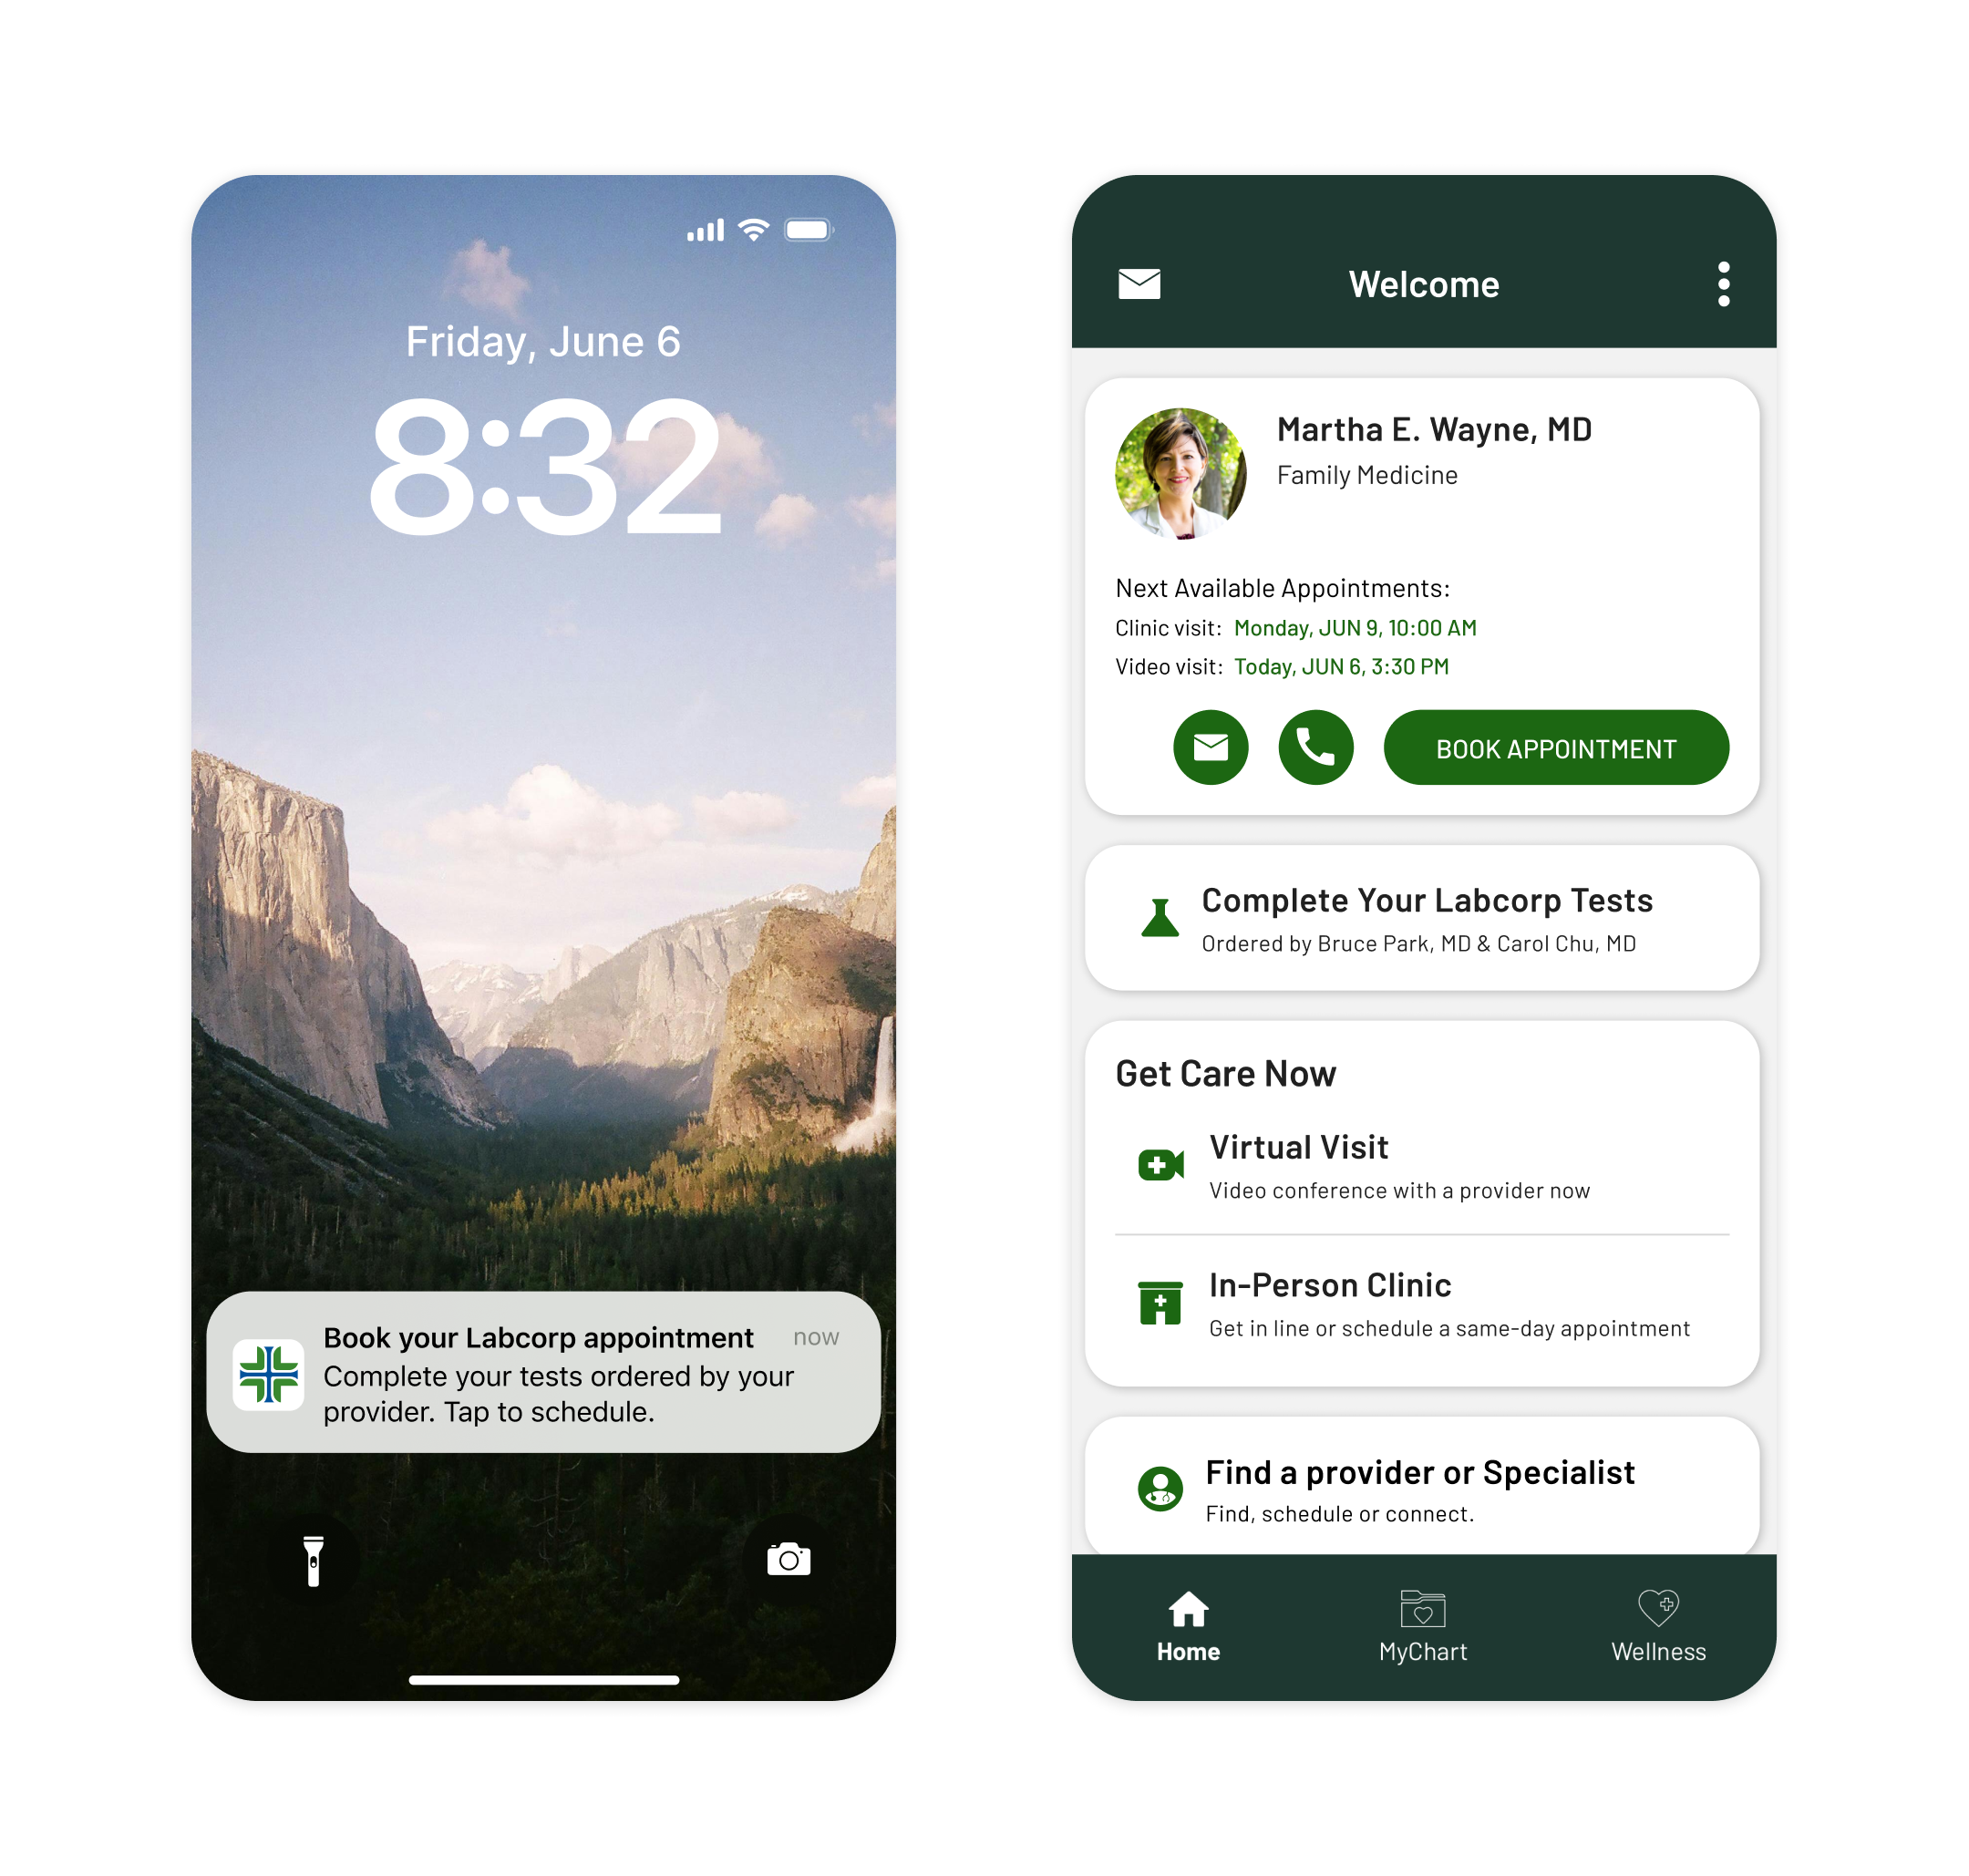 Friday, June 6
8:32
Book your Labcorp appointment now
Complete your tests ordered by your
provider. Tap to schedule.
Welcome
Martha E. Wayne, MD
Family Medicine
Next Available Appointments:
Clinic visit: Monday, JUN 9, 10:00 AM
Video visit: Today, JUN 6, 3:30 PM
BOOK APPOINTMENT
Complete Your Labcorp Tests
Ordered by Bruce Park, MD & Carol Chu, MD
Get Care Now
Virtual Visit
Video conference with a provider now
In-Person Clinic
Get in line or schedule a same-day appointment
Find a provider or Specialist
Find, schedule or connect.
Home MyChart Wellness